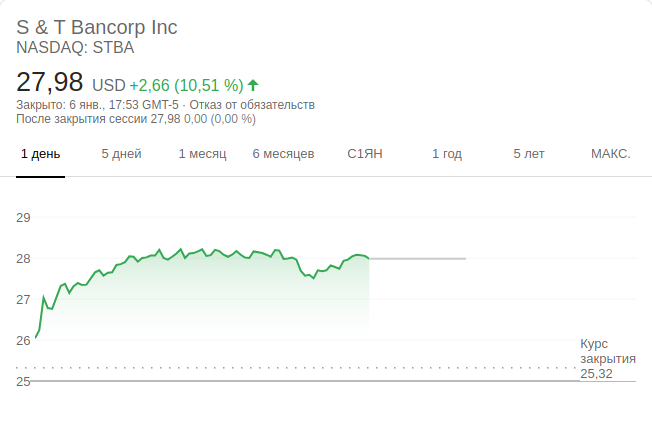 S & T Bancorp Inc
NASDAQ: STBA
27,98 USD +2,66 (10,51 %)
Закрыто: 6 янв., 17:53 GMT-5 · Отказ от обязательств
После закрытия сессии 27,98 0,00 (0,00 %)
1 день 5 дней 1 месяц 6 месяцев С1ЯН 1 год 5 лет МАКС.
29
28
27
26
Курс
закрытия
25,32
25